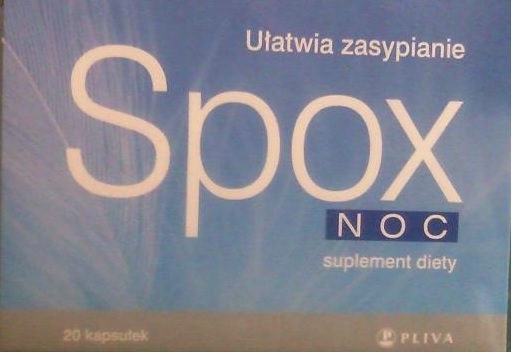 Ułatwia zasypianie
Spox
NOC
suplement diety
20 kapsułek
PLIVA